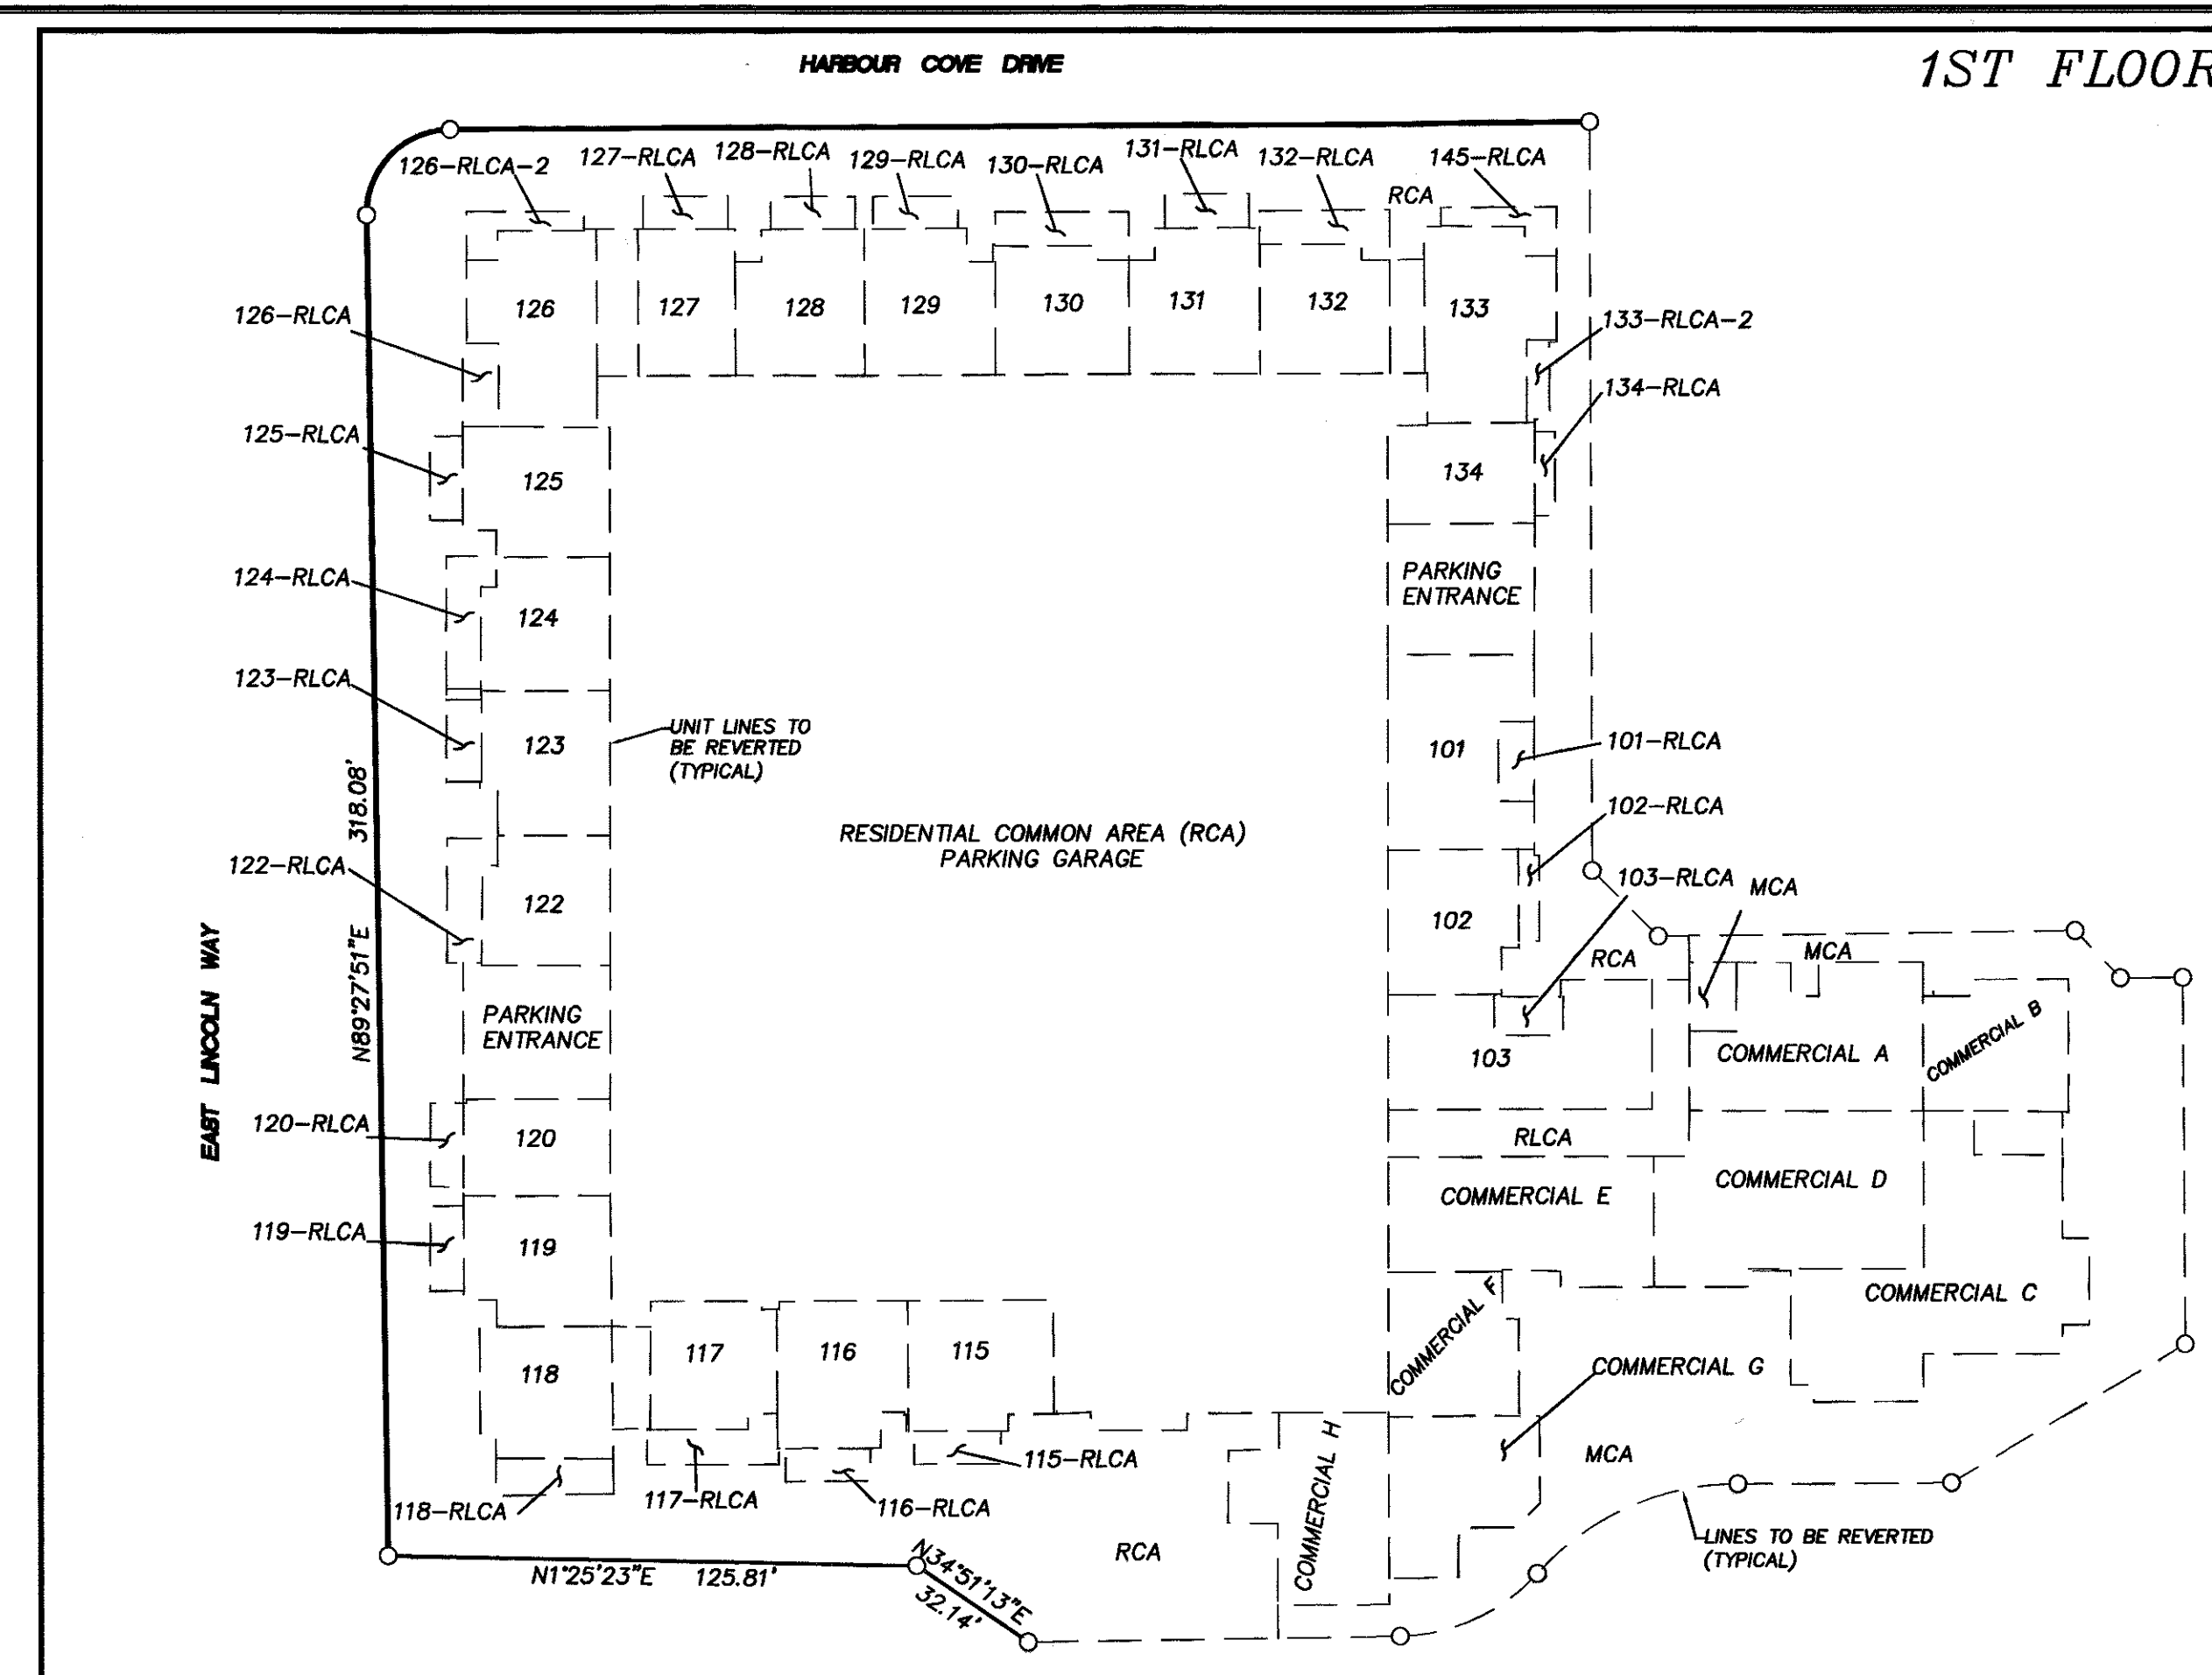 HARBOUR COVE DRIVE
1ST FLOOR
126-RLCA-2
127-RLCA
128-RLCA
129-RLCA
130-RLCA
131-RLCA
132-RLCA
145-RLCA
RCA
126
127
128
129
130
131
132
133
126-RLCA
133-RLCA-2
134-RLCA
125-RLCA
125
134
124-RLCA
124
PARKING
ENTRANCE
123-RLCA
123
UNIT LINES TO
BE REVERTED
(TYPICAL)
101
101-RLCA
318.08'
N89°27'51"E
EAST LINCOLN WAY
RESIDENTIAL COMMON AREA (RCA)
PARKING GARAGE
102-RLCA
122-RLCA
122
102
103-RLCA
MCA
RCA
MCA
PARKING
ENTRANCE
103
COMMERCIAL A
COMMERCIAL B
120-RLCA
120
RLCA
COMMERCIAL E
COMMERCIAL D
119-RLCA
119
COMMERCIAL C
COMMERCIAL F
118
117
116
115
COMMERCIAL G
MCA
COMMERCIAL H
118-RLCA
117-RLCA
116-RLCA
115-RLCA
RCA
LINES TO BE REVERTED
(TYPICAL)
N1°25'23"E 125.81'
N34°51'13"E
32.14'